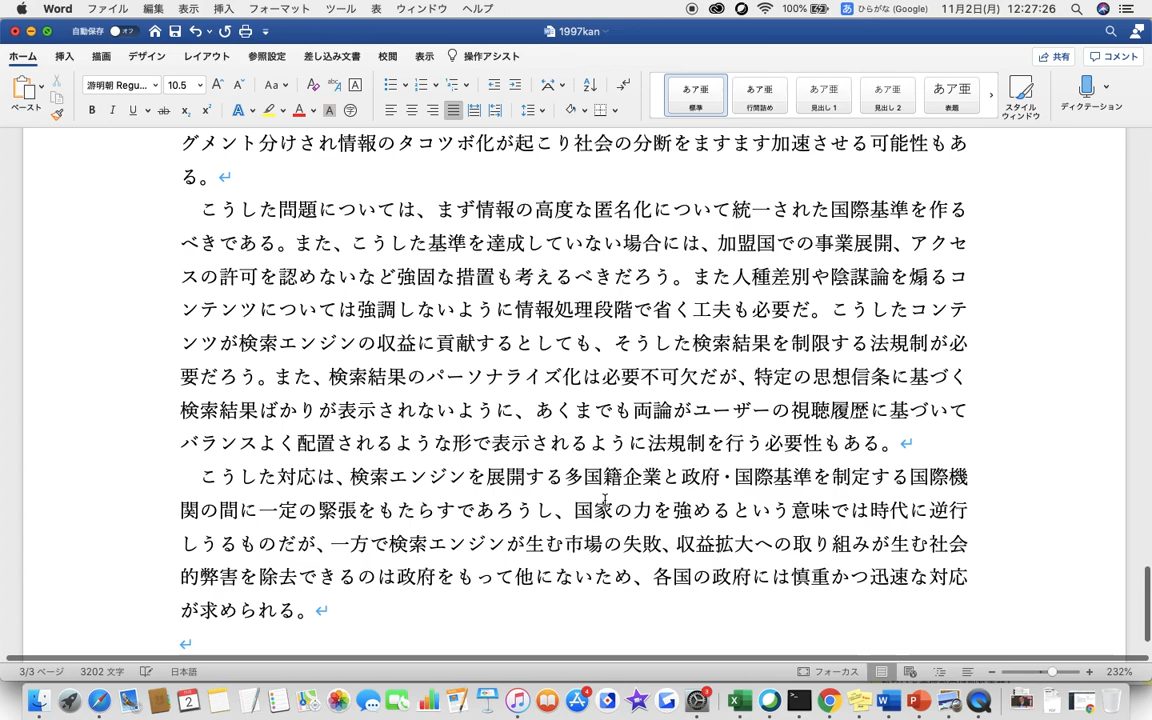 Word ファイル 編集 表示 挿入 フォーマット ツール 表 ウィンドウ ヘルプ 100% あ ひらがな (Google) 11月2日(月) 12:27:26
自動保存 オフ 1997kan
ホーム 挿入 描画 デザイン レイアウト 参照設定 差し込み文書 校閲 表示 操作アシスト 共有 コメント
ペースト 游明朝 Regu... 10.5 Aa あア亜 標準 あア亜 行間詰め あア亜 見出し 1 あア亜 見出し 2 あア亜 表題 スタイル ウィンドウ ディクテーション
グメント分けされ情報のタコツボ化が起こり社会の分断をますます加速させる可能性もあ
る。
こうした問題については、まず情報の高度な匿名化について統一された国際基準を作る
べきである。また、こうした基準を達成していない場合には、加盟国での事業展開、アクセ
スの許可を認めないなど強固な措置も考えるべきだろう。また人種差別や陰謀論を煽るコ
ンテンツについては強調しないように情報処理段階で省く工夫も必要だ。こうしたコンテ
ンツが検索エンジンの収益に貢献するとしても、そうした検索結果を制限する法規制が必
要だろう。また、検索結果のパーソナライズ化は必要不可欠だが、特定の思想信条に基づく
検索結果ばかりが表示されないように、あくまでも両論がユーザーの視聴履歴に基づいて
バランスよく配置されるような形で表示されるように法規制を行う必要性もある。
こうした対応は、検索エンジンを展開する多国籍企業と政府・国際基準を制定する国際機
関の間に一定の緊張をもたらすであろうし、国家の力を強めるという意味では時代に逆行
しうるものだが、一方で検索エンジンが生む市場の失敗、収益拡大への取り組みが生む社会
的弊害を除去できるのは政府をもって他にないため、各国の政府には慎重かつ迅速な対応
が求められる。
3/3 ページ 3202 文字 日本語 フォーカス 232%